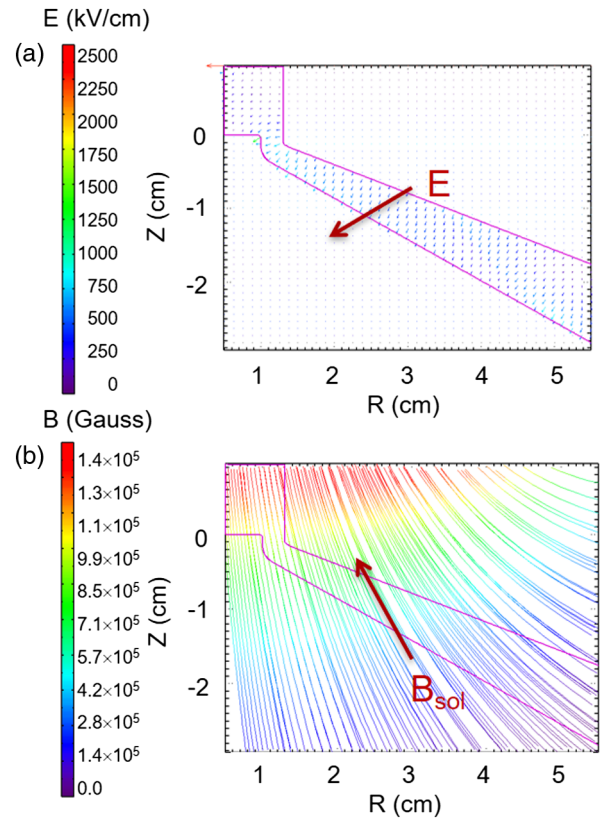 E (kV/cm)
(a)
2500
2250
2000
1750
1500
1250
1000
750
500
250
0
Z (cm)
0
-1
-2
E
1 2 3 4 5
R (cm)
B (Gauss)
(b)
1.4×10⁵
1.3×10⁵
1.1×10⁵
9.9×10⁵
8.5×10⁵
7.1×10⁵
5.7×10⁵
4.2×10⁵
2.8×10⁵
1.4×10⁵
0.0
Z (cm)
0
-1
-2
Bsol
1 2 3 4 5
R (cm)